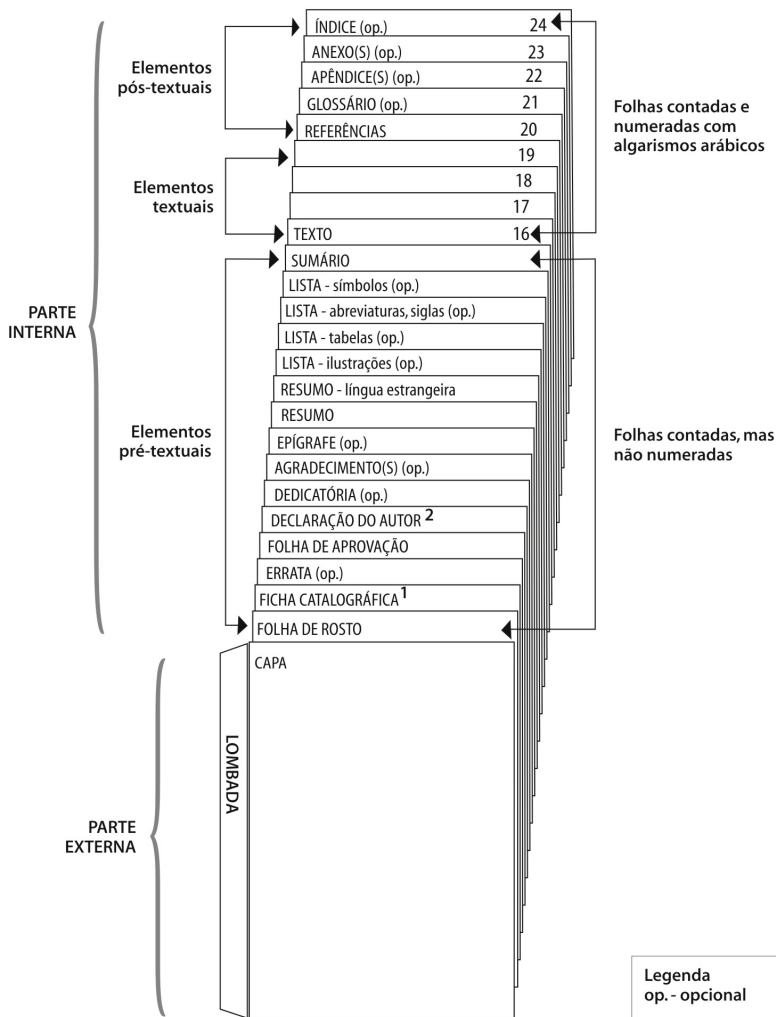 ÍNDICE (op.) 24
ANEXO(S) (op.) 23
APÊNDICE(S) (op.) 22
GLOSSÁRIO (op.) 21
REFERÊNCIAS 20
19
18
17
TEXTO 16
SUMÁRIO
LISTA - símbolos (op.)
LISTA - abreviaturas, siglas (op.)
LISTA - tabelas (op.)
LISTA - ilustrações (op.)
RESUMO - língua estrangeira
RESUMO
EPÍGRAFE (op.)
AGRADECIMENTO(S) (op.)
DEDICATÓRIA (op.)
DECLARAÇÃO DO AUTOR 2
FOLHA DE APROVAÇÃO
ERRATA (op.)
FICHA CATALOGRÁFICA 1
FOLHA DE ROSTO
CAPA
LOMBADA
Elementos
pós-textuais
Elementos
textuais
Elementos
pré-textuais
PARTE
INTERNA
PARTE
EXTERNA
Folhas contadas e
numeradas com
algarismos arábicos
Folhas contadas, mas
não numeradas
Legenda
op. - opcional